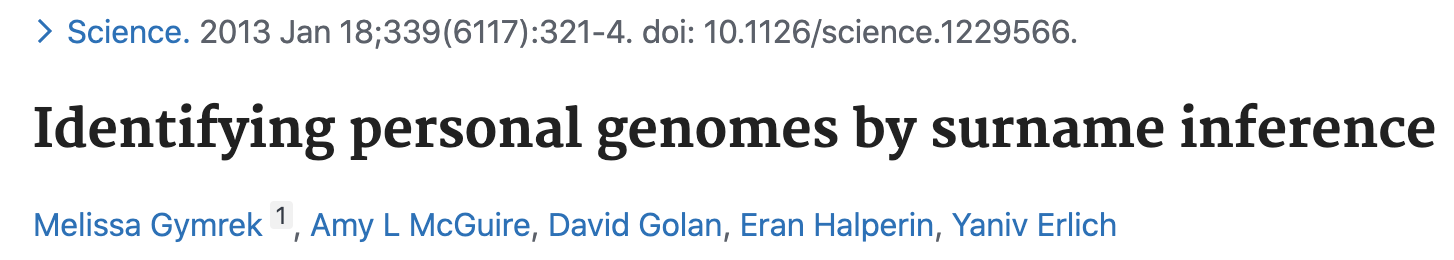 > Science. 2013 Jan 18;339(6117):321-4. doi: 10.1126/science.1229566.
Identifying personal genomes by surname inference
Melissa Gymrek 1, Amy L McGuire, David Golan, Eran Halperin, Yaniv Erlich